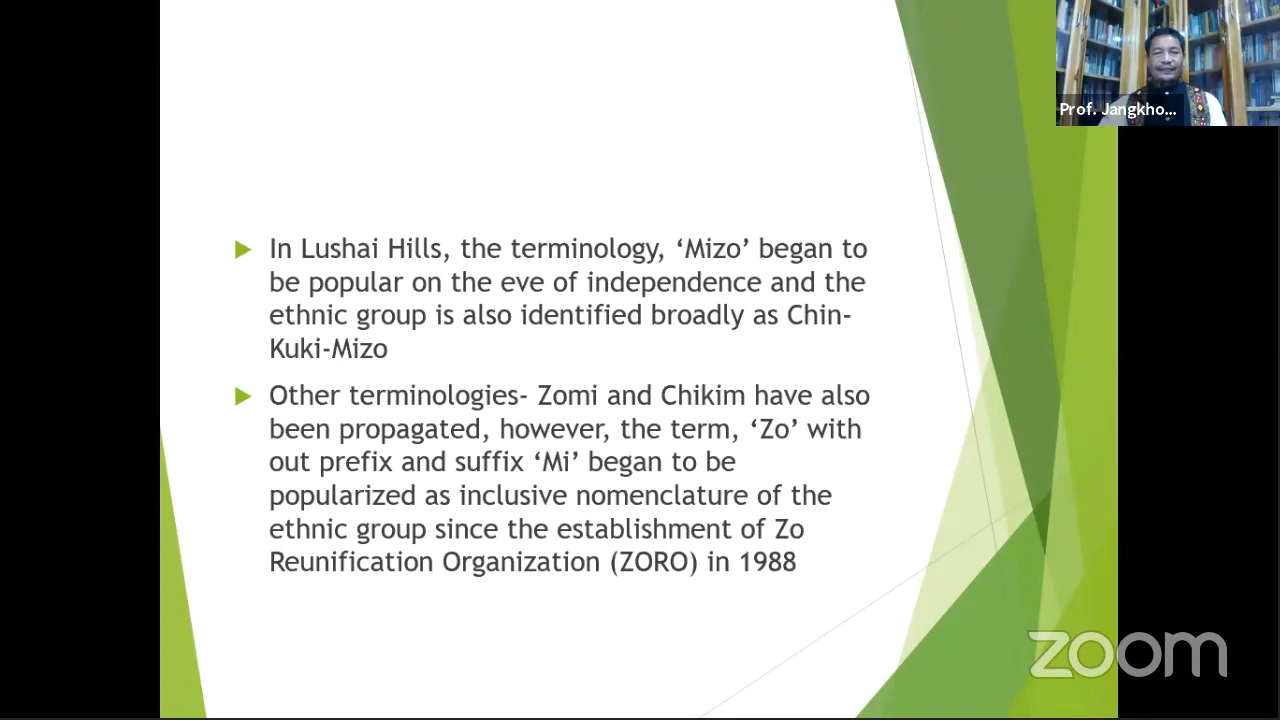 Prof. Jangkho...
In Lushai Hills, the terminology, ‘Mizo’ began to
be popular on the eve of independence and the
ethnic group is also identified broadly as Chin-
Kuki-Mizo
Other terminologies- Zomi and Chikim have also
been propagated, however, the term, ‘Zo’ with
out prefix and suffix ‘Mi’ began to be
popularized as inclusive nomenclature of the
ethnic group since the establishment of Zo
Reunification Organization (ZORO) in 1988
zoom